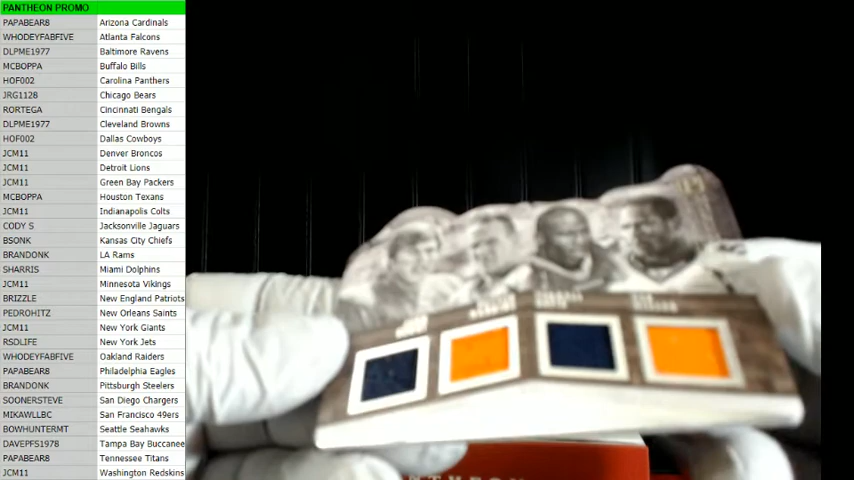 PANTHEON PROMO
PAPABEAR8 Arizona Cardinals
WHODEYFABFIVE Atlanta Falcons
DLPME1977 Baltimore Ravens
MCBOPPA Buffalo Bills
HOF002 Carolina Panthers
JRG1128 Chicago Bears
RORTEGA Cincinnati Bengals
DLPME1977 Cleveland Browns
HOF002 Dallas Cowboys
JCM11 Denver Broncos
JCM11 Detroit Lions
JCM11 Green Bay Packers
MCBOPPA Houston Texans
JCM11 Indianapolis Colts
CODY S Jacksonville Jaguars
BSONK Kansas City Chiefs
BRANDONK LA Rams
SHARRIS Miami Dolphins
JCM11 Minnesota Vikings
BRIZZLE New England Patriots
PEDROHITZ New Orleans Saints
JCM11 New York Giants
RSDLIFE New York Jets
WHODEYFABFIVE Oakland Raiders
PAPABEAR8 Philadelphia Eagles
BRANDONK Pittsburgh Steelers
SOONERSTEVE San Diego Chargers
MIKAWLLBC San Francisco 49ers
BOWHUNTERMT Seattle Seahawks
DAVEPFS1978 Tampa Bay Buccanee
PAPABEAR8 Tennessee Titans
JCM11 Washington Redskins